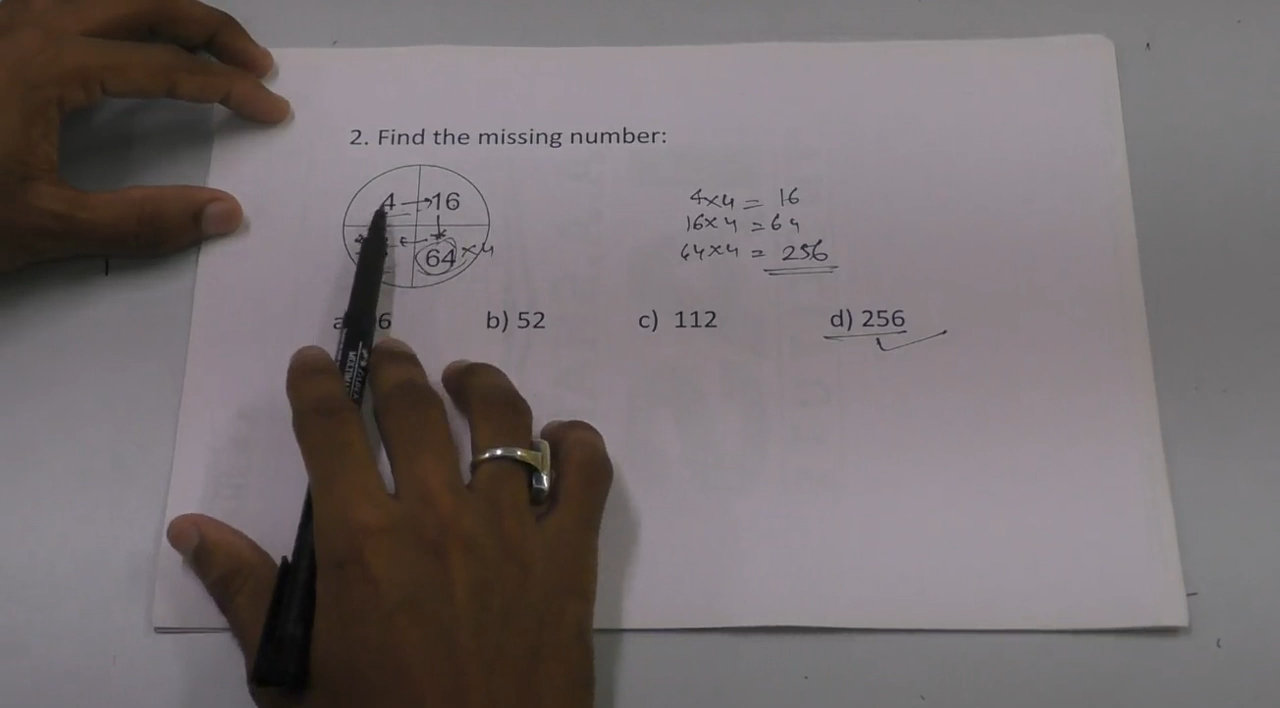 2. Find the missing number:
4 16
64 ×4
4×4 = 16
16×4 = 64
64×4 = 256
b) 52
c) 112
d) 256